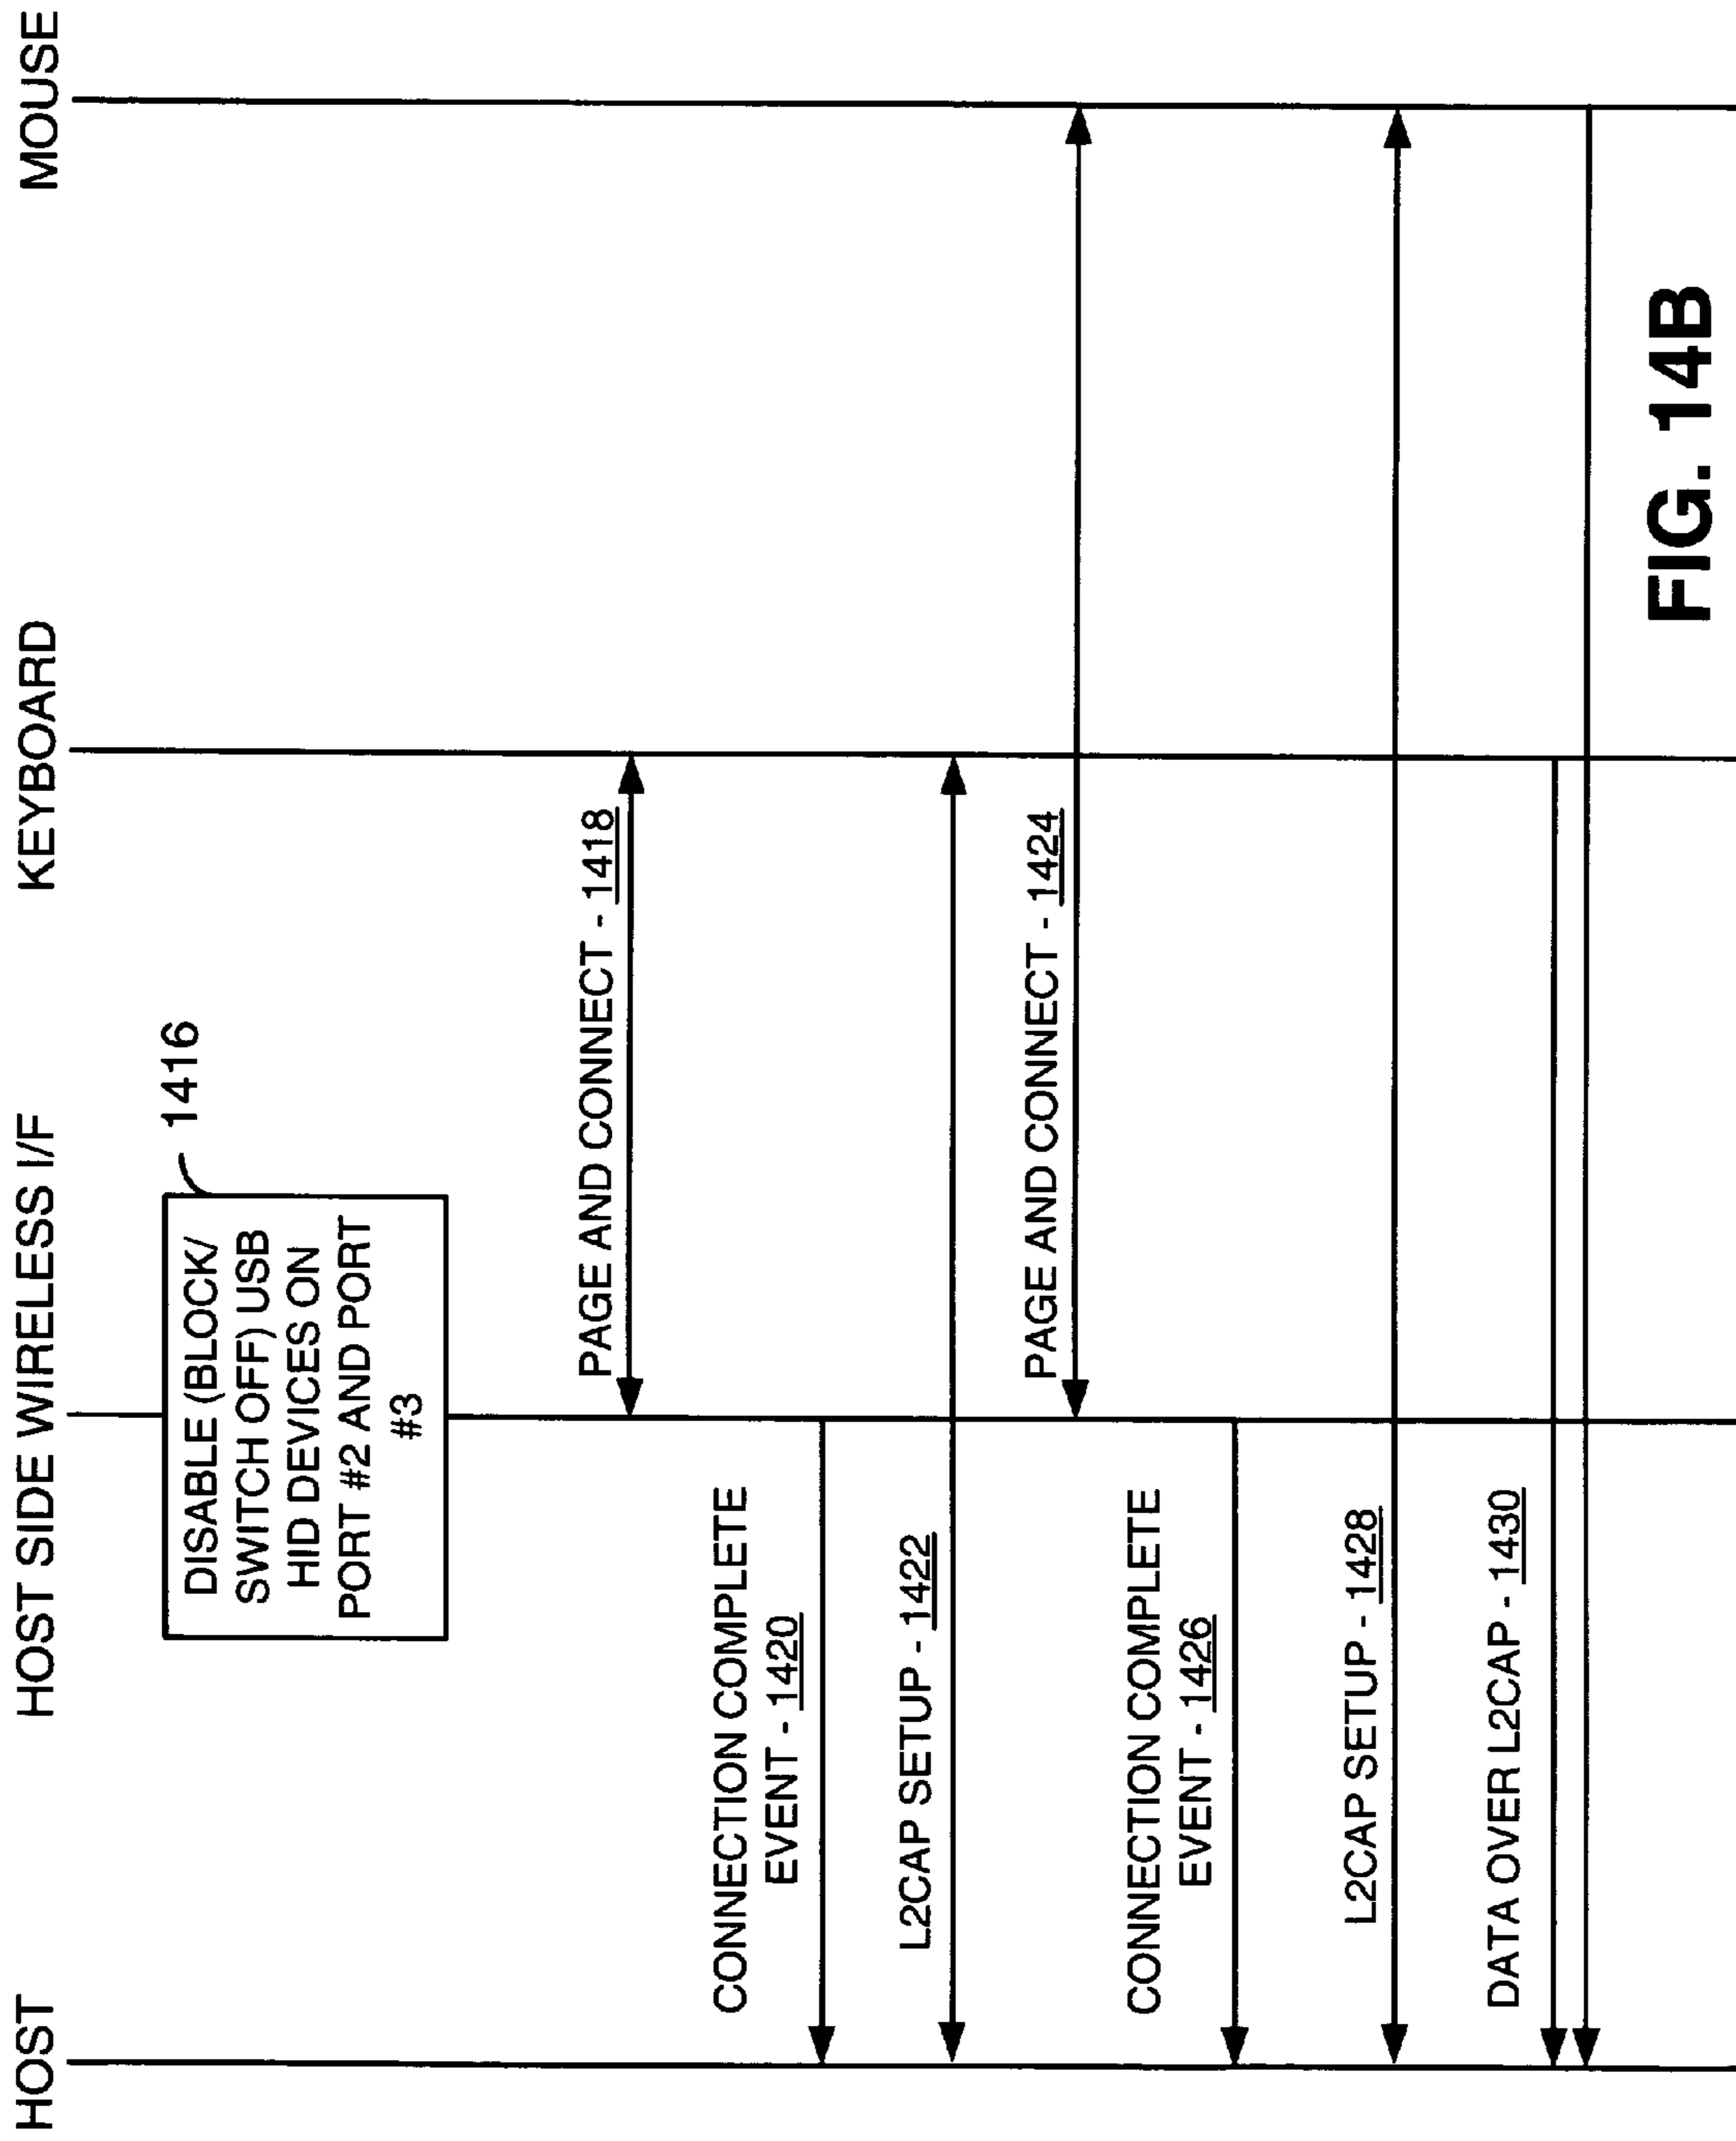 HOST
HOST SIDE WIRELESS I/F
KEYBOARD
MOUSE
1416
DISABLE (BLOCK/
SWITCH OFF) USB
HID DEVICES ON
PORT #2 AND PORT
#3
PAGE AND CONNECT - 1418
CONNECTION COMPLETE
EVENT - 1420
L2CAP SETUP - 1422
PAGE AND CONNECT - 1424
CONNECTION COMPLETE
EVENT - 1426
L2CAP SETUP - 1428
DATA OVER L2CAP - 1430
FIG. 14B